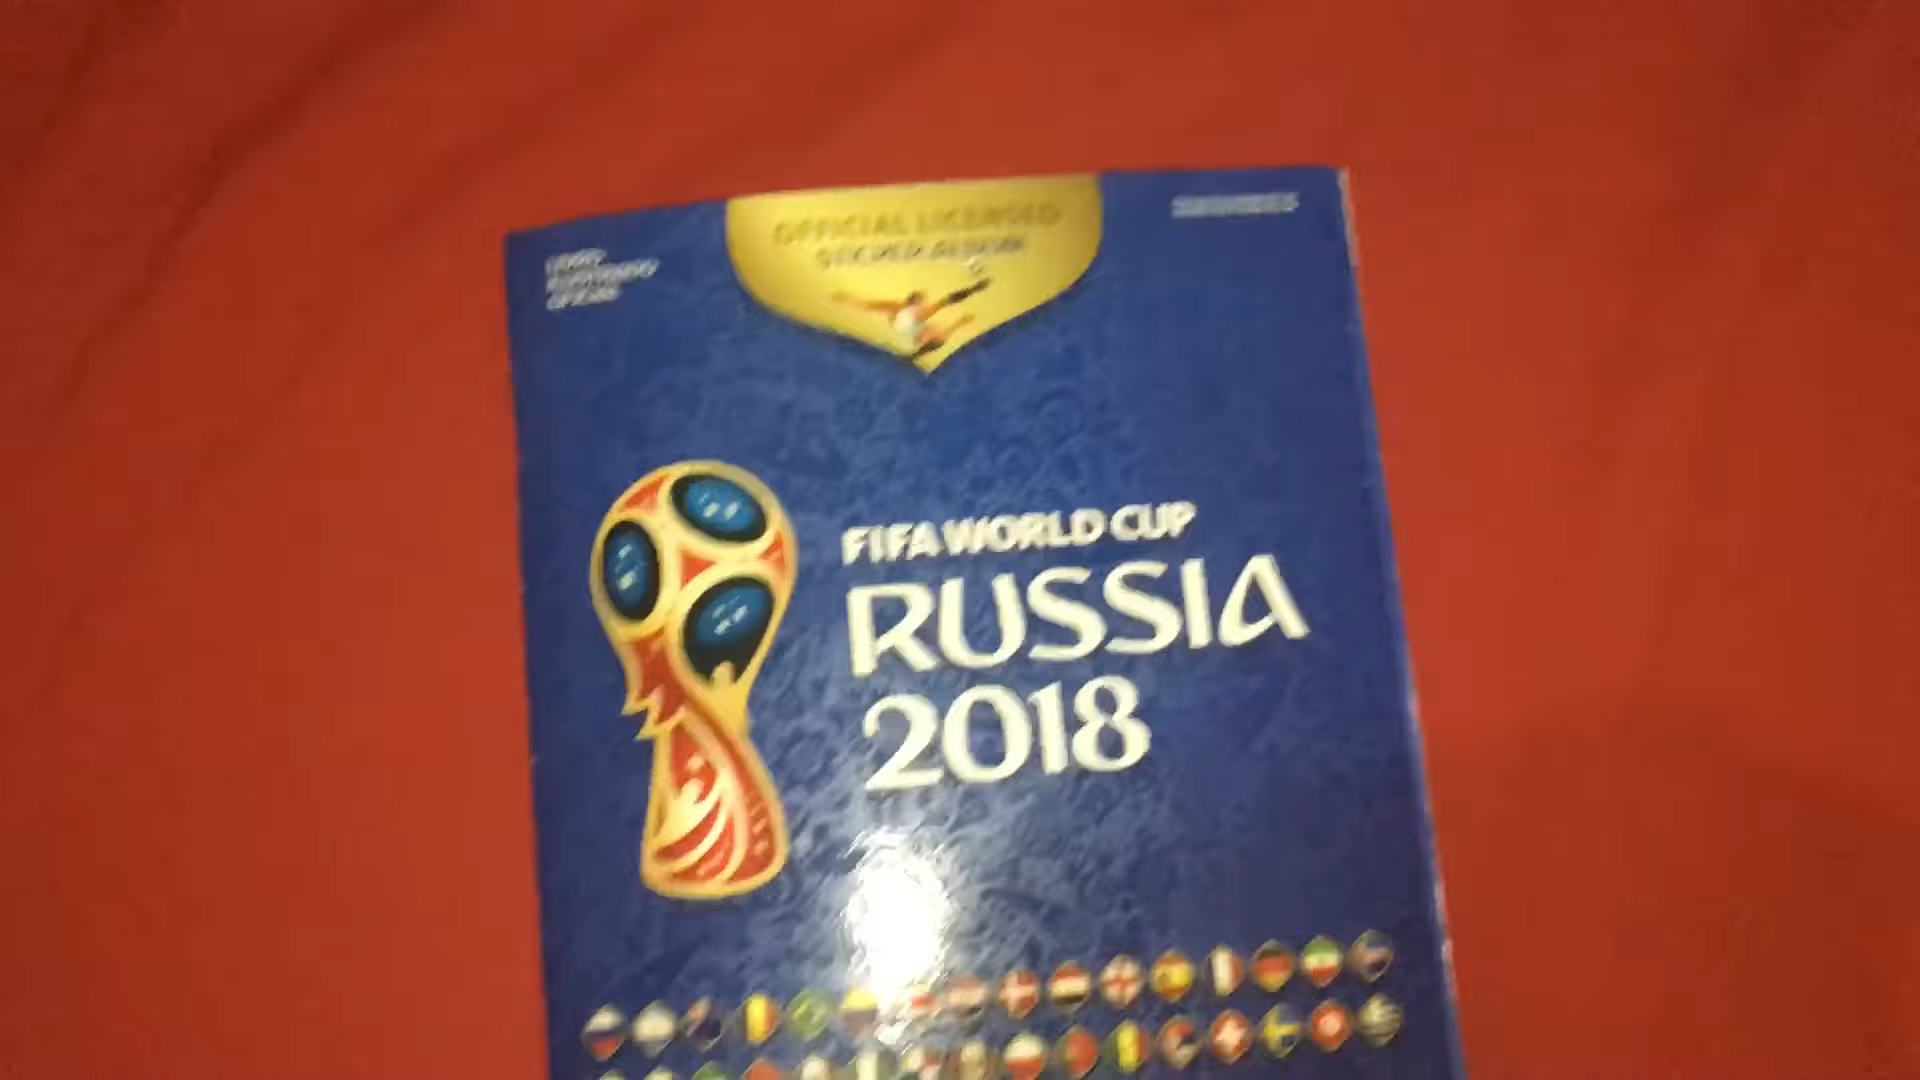 OFFICIAL LICENSED
STICKER ALBUM
FIFA WORLD CUP
RUSSIA
2018